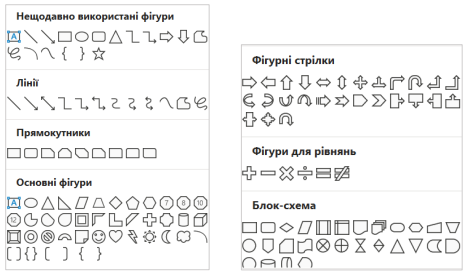 Нещодавно використані фігури
Лінії
Прямокутники
Основні фігури
Фігурні стрілки
Фігури для рівнянь
Блок-схема